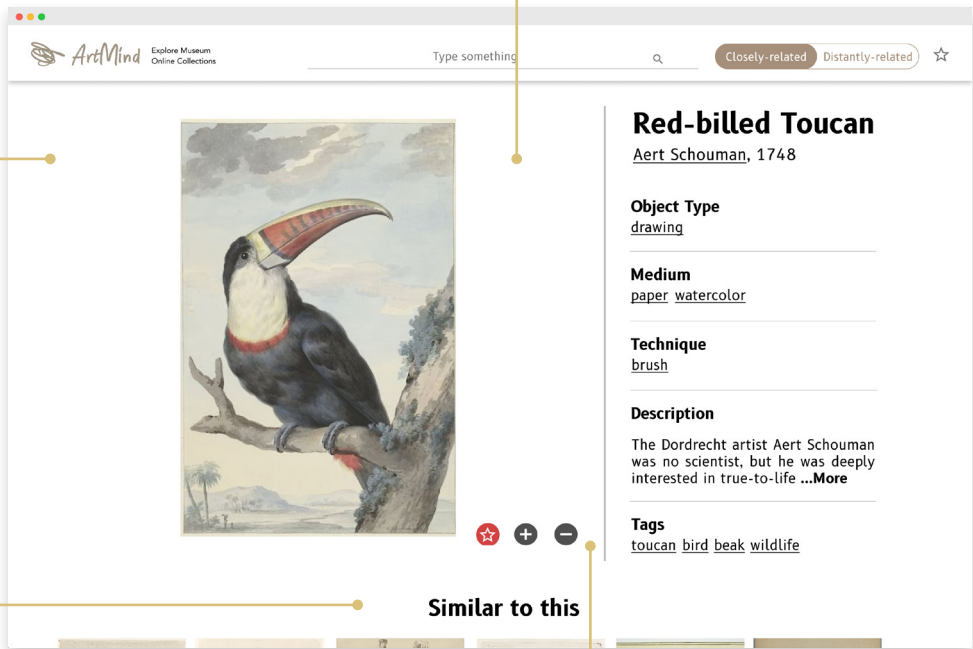 ArtMind
Explore Museum
Online Collections
Type something
Closely-related
Distantly-related
Red-billed Toucan
Aert Schouman, 1748
Object Type
drawing
Medium
paper watercolor
Technique
brush
Description
The Dordrecht artist Aert Schouman
was no scientist, but he was deeply
interested in true-to-life ...More
Tags
toucan bird beak wildlife
Similar to this